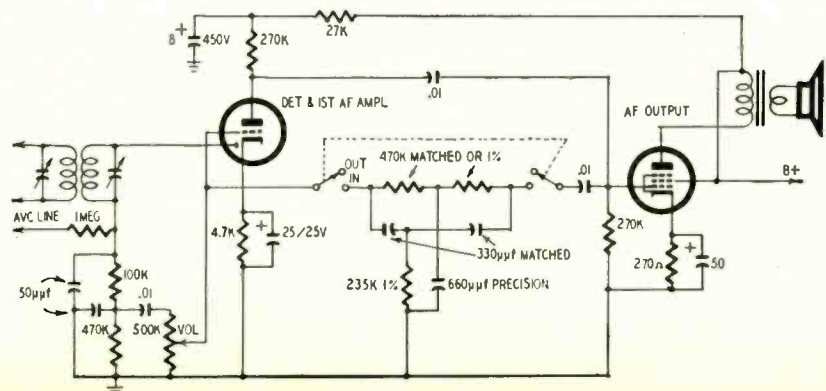 8
450V
270K
27K
.01
DET & 1ST AF AMPL
AF OUTPUT
OUT
IN
470K MATCHED OR 1%
.01
B+
AVC LINE
1MEG
4.7K
25/25V
330µµf MATCHED
270K
235K 1%
660µµf PRECISION
270Ω
50
100K
50µµf
.01
470K
500K
VOL